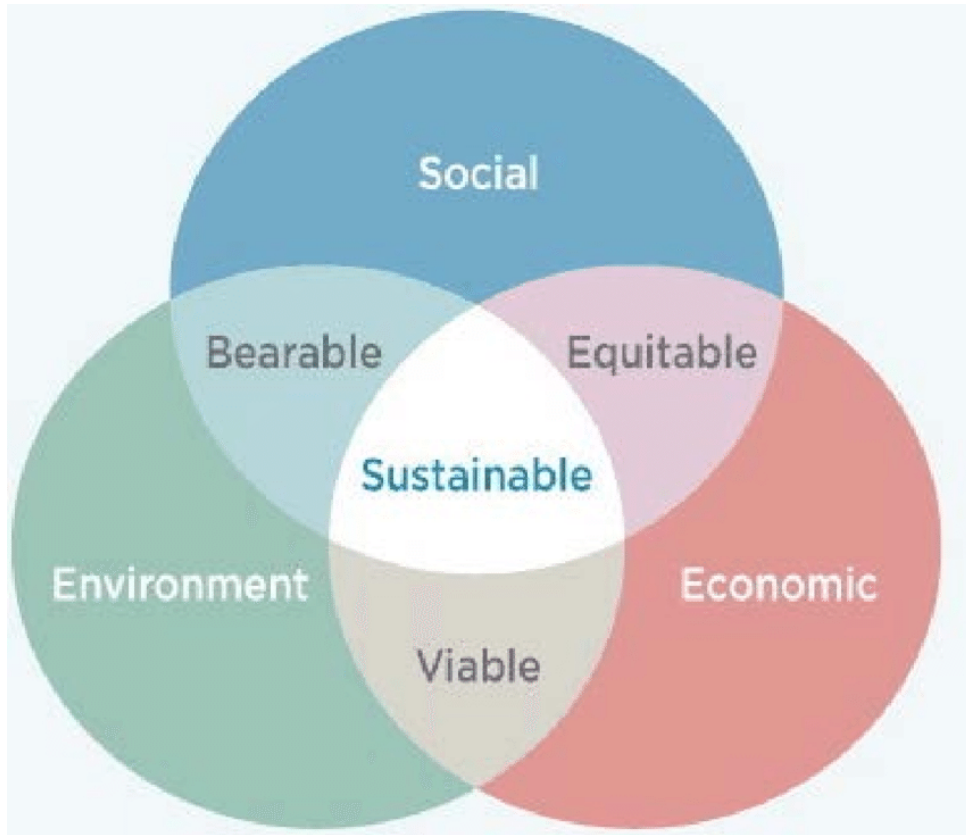 Social
Bearable
Equitable
Sustainable
Environment
Economic
Viable